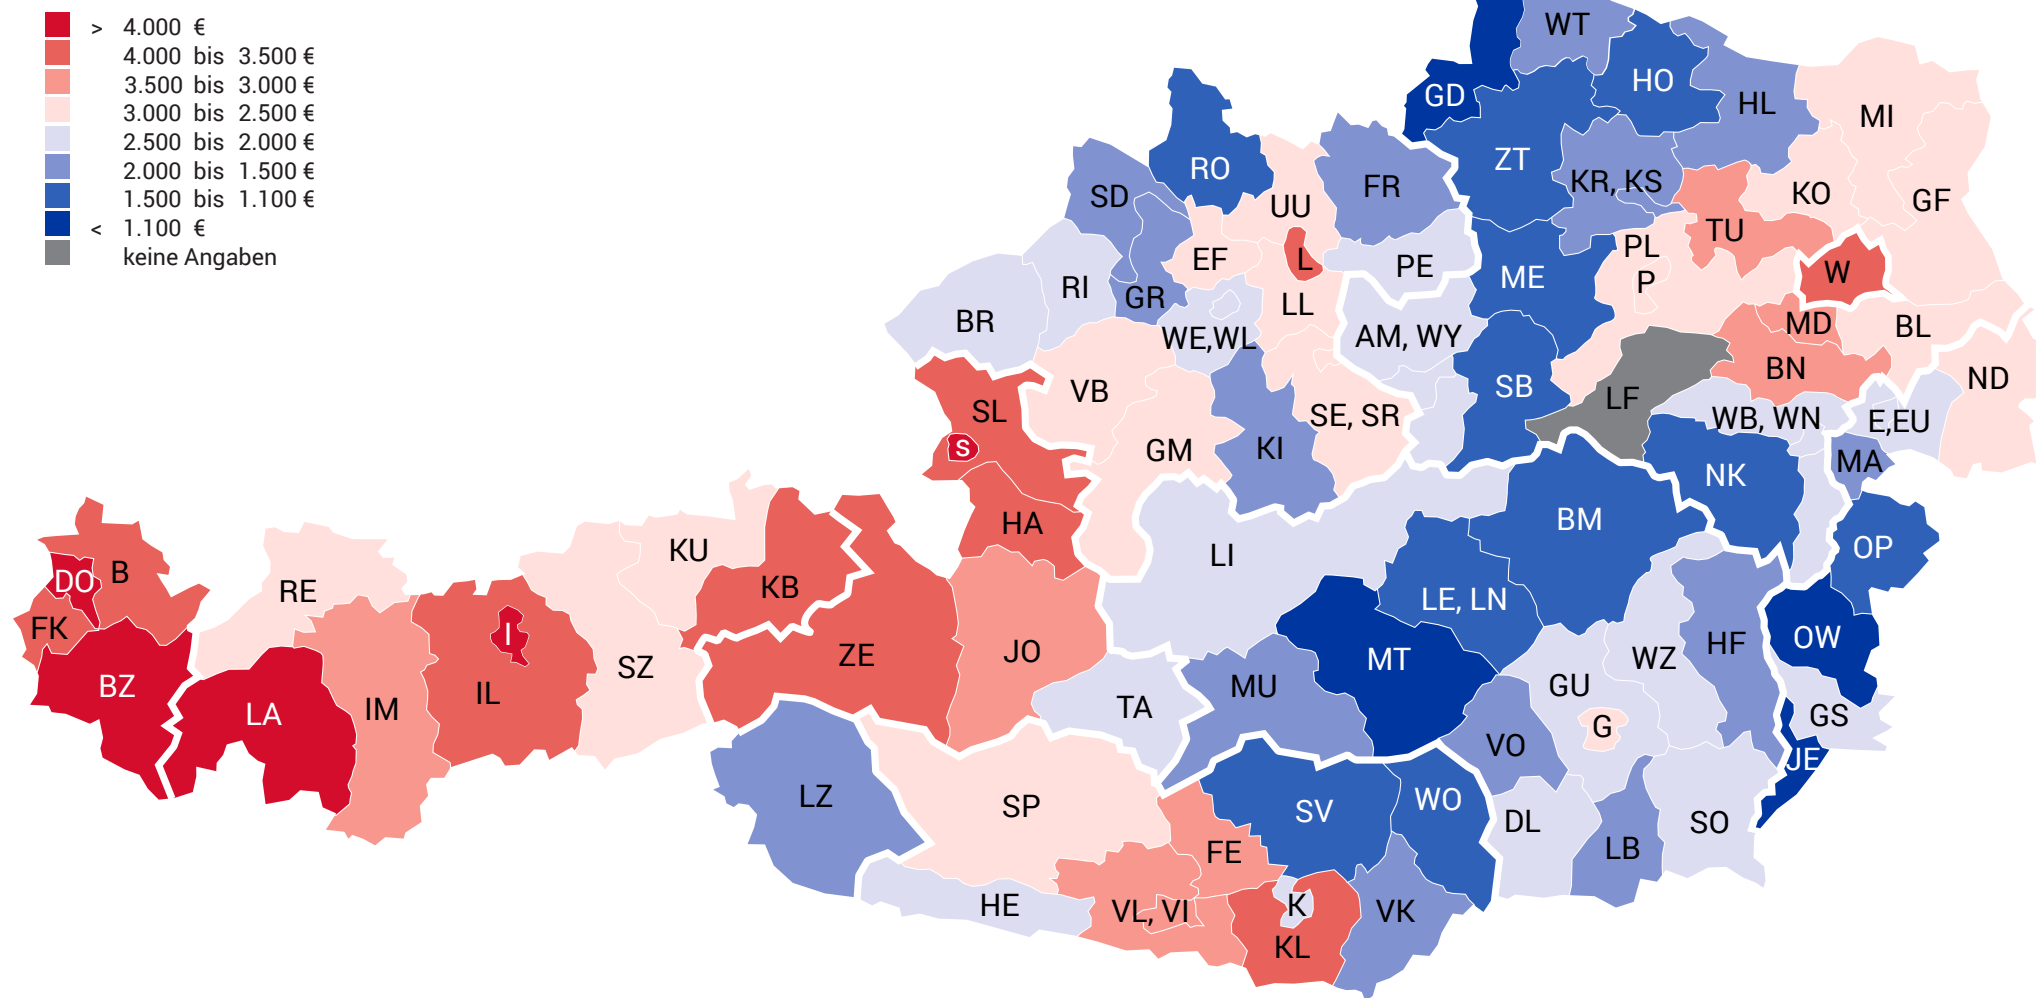 > 4.000 €
4.000 bis 3.500 €
3.500 bis 3.000 €
3.000 bis 2.500 €
2.500 bis 2.000 €
2.000 bis 1.500 €
1.500 bis 1.100 €
< 1.100 €
keine Angaben
WT
HO
GD
HL
MI
ZT
RO
KR, KS
FR
SD
KO
GF
UU
TU
PL
EF
L
PE
W
ME
P
RI
GR
LL
BR
MD
BL
WE,WL
AM, WY
BN
ND
VB
SB
LF
SL
SE, SR
WB, WN
E,EU
S
GM
KI
MA
NK
HA
BM
KU
LI
OP
B
DO
KB
RE
LE, LN
FK
I
OW
ZE
JO
MT
WZ
HF
SZ
BZ
MU
GU
IL
LA
IM
TA
GS
G
VO
JE
LZ
SP
SV
WO
DL
SO
FE
LB
HE
VL, VI
K
VK
KL